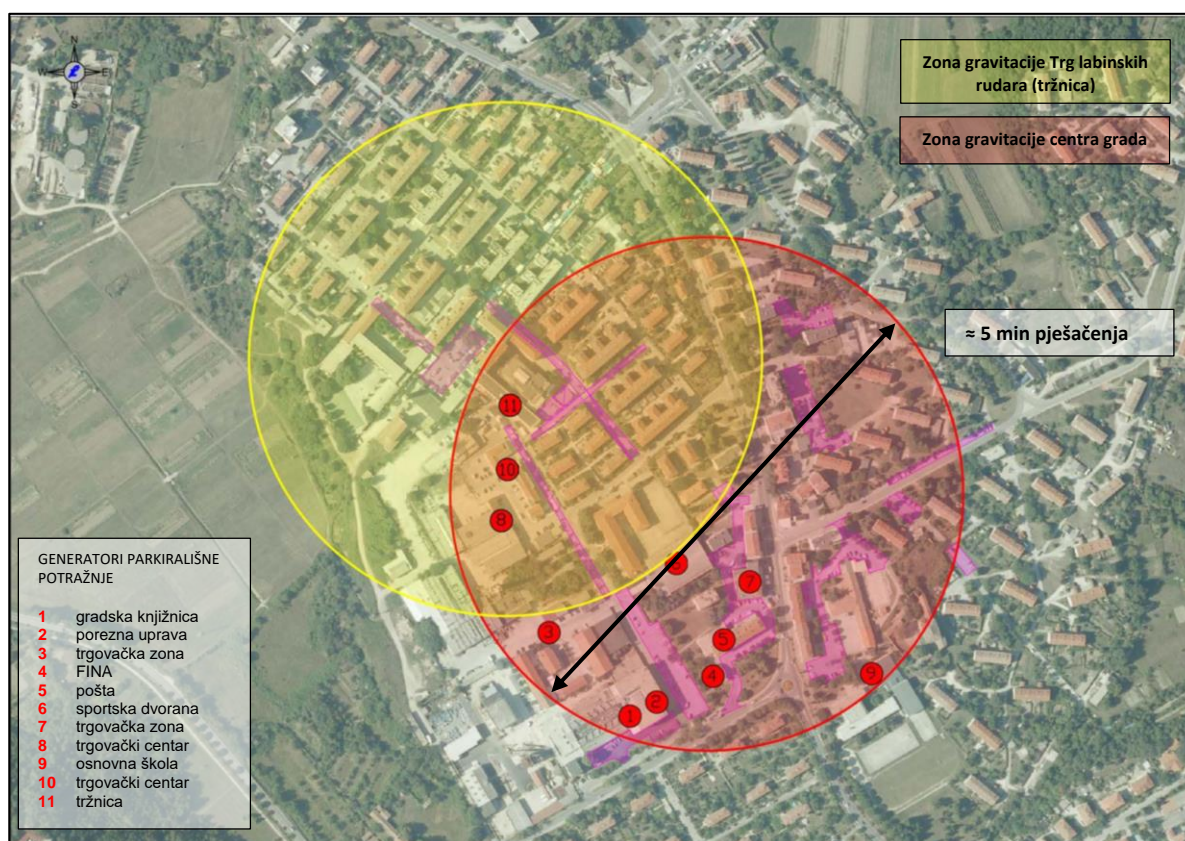 N
W E
S
Zona gravitacije Trg labinskih
rudara (tržnica)
Zona gravitacije centra grada
≈ 5 min pješačenja
11
10
8
6
7
3
5
4
9
2
1
GENERATORI PARKIRALIŠNE
POTRAŽNJE
1 gradska knjižnica
2 porezna uprava
3 trgovačka zona
4 FINA
5 pošta
6 sportska dvorana
7 trgovačka zona
8 trgovački centar
9 osnovna škola
10 trgovački centar
11 tržnica